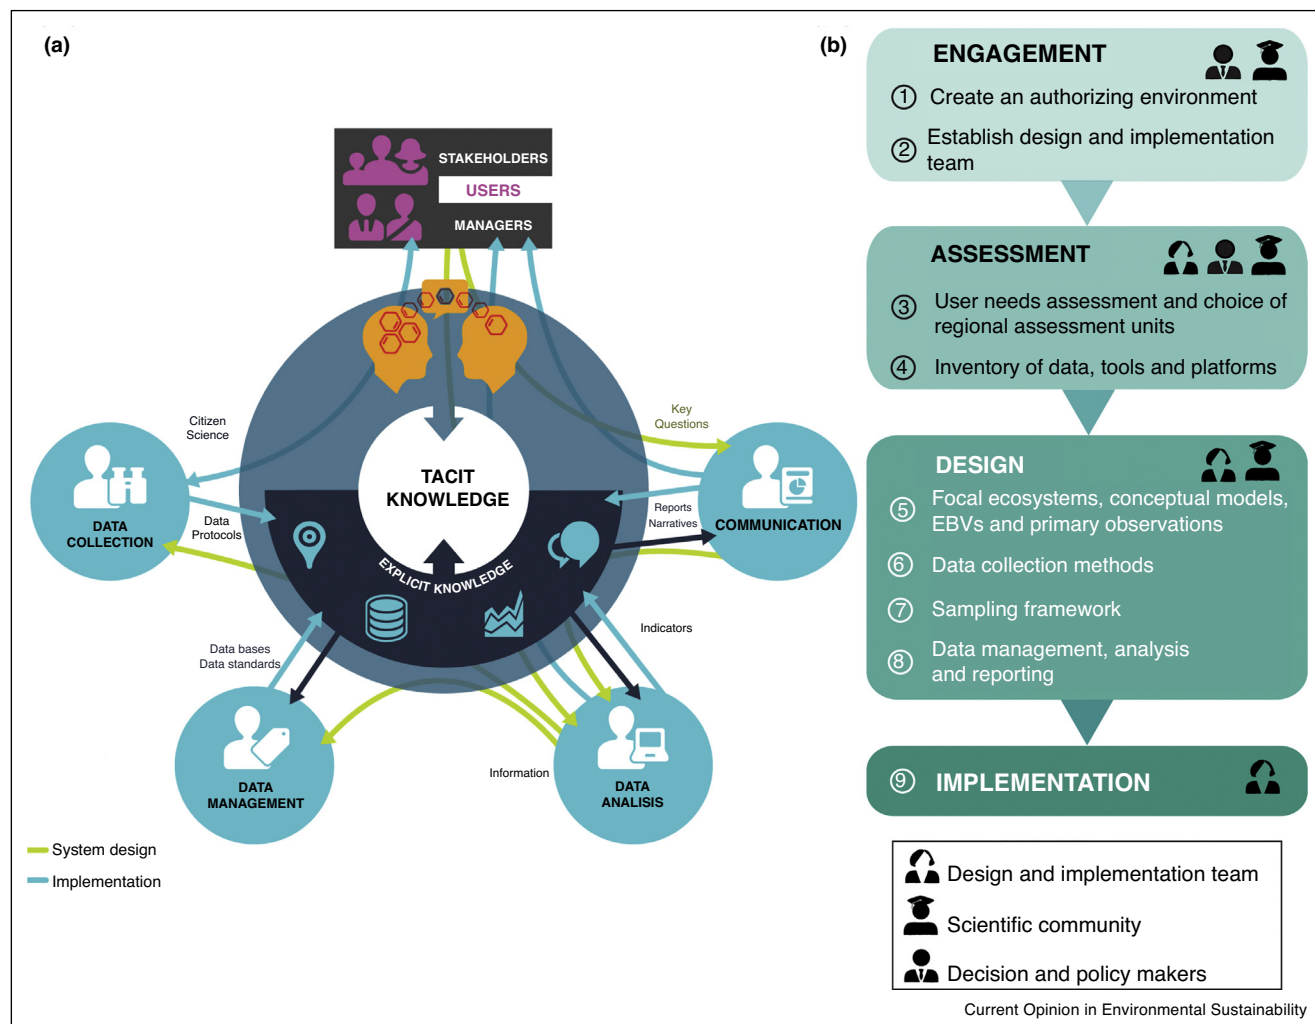 (a)
STAKEHOLDERS
USERS
MANAGERS
Citizen
Science
Key
Questions
TACIT
KNOWLEDGE
DATA
COLLECTION
Data
Protocols
Reports
Narratives
COMMUNICATION
EXPLICIT KNOWLEDGE
Data bases
Data standards
Indicators
DATA
MANAGEMENT
Information
DATA
ANALISIS
System design
Implementation
(b)
ENGAGEMENT
1 Create an authorizing environment
2 Establish design and implementation
team
ASSESSMENT
3 User needs assessment and choice of
regional assessment units
4 Inventory of data, tools and platforms
DESIGN
5 Focal ecosystems, conceptual models,
EBVs and primary observations
6 Data collection methods
7 Sampling framework
8 Data management, analysis
and reporting
9 IMPLEMENTATION
Design and implementation team
Scientific community
Decision and policy makers
Current Opinion in Environmental Sustainability